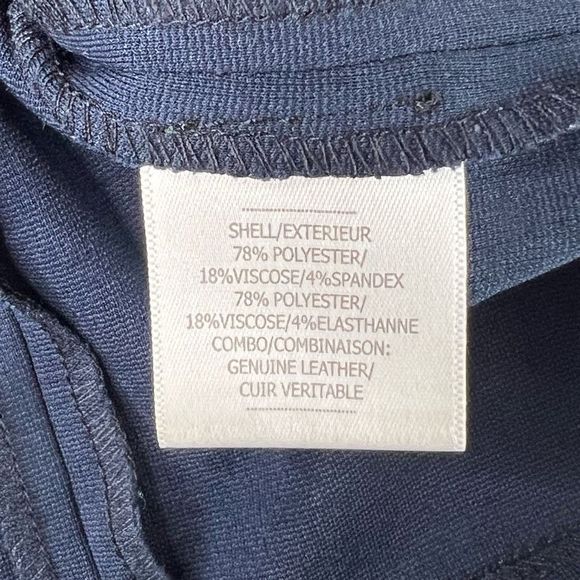 SHELL/EXTERIEUR
78% POLYESTER/
18%VISCOSE/4%SPANDEX
78% POLYESTER/
18%VISCOSE/4%ELASTHANNE
COMBO/COMBINAISON:
GENUINE LEATHER/
CUIR VERITABLE